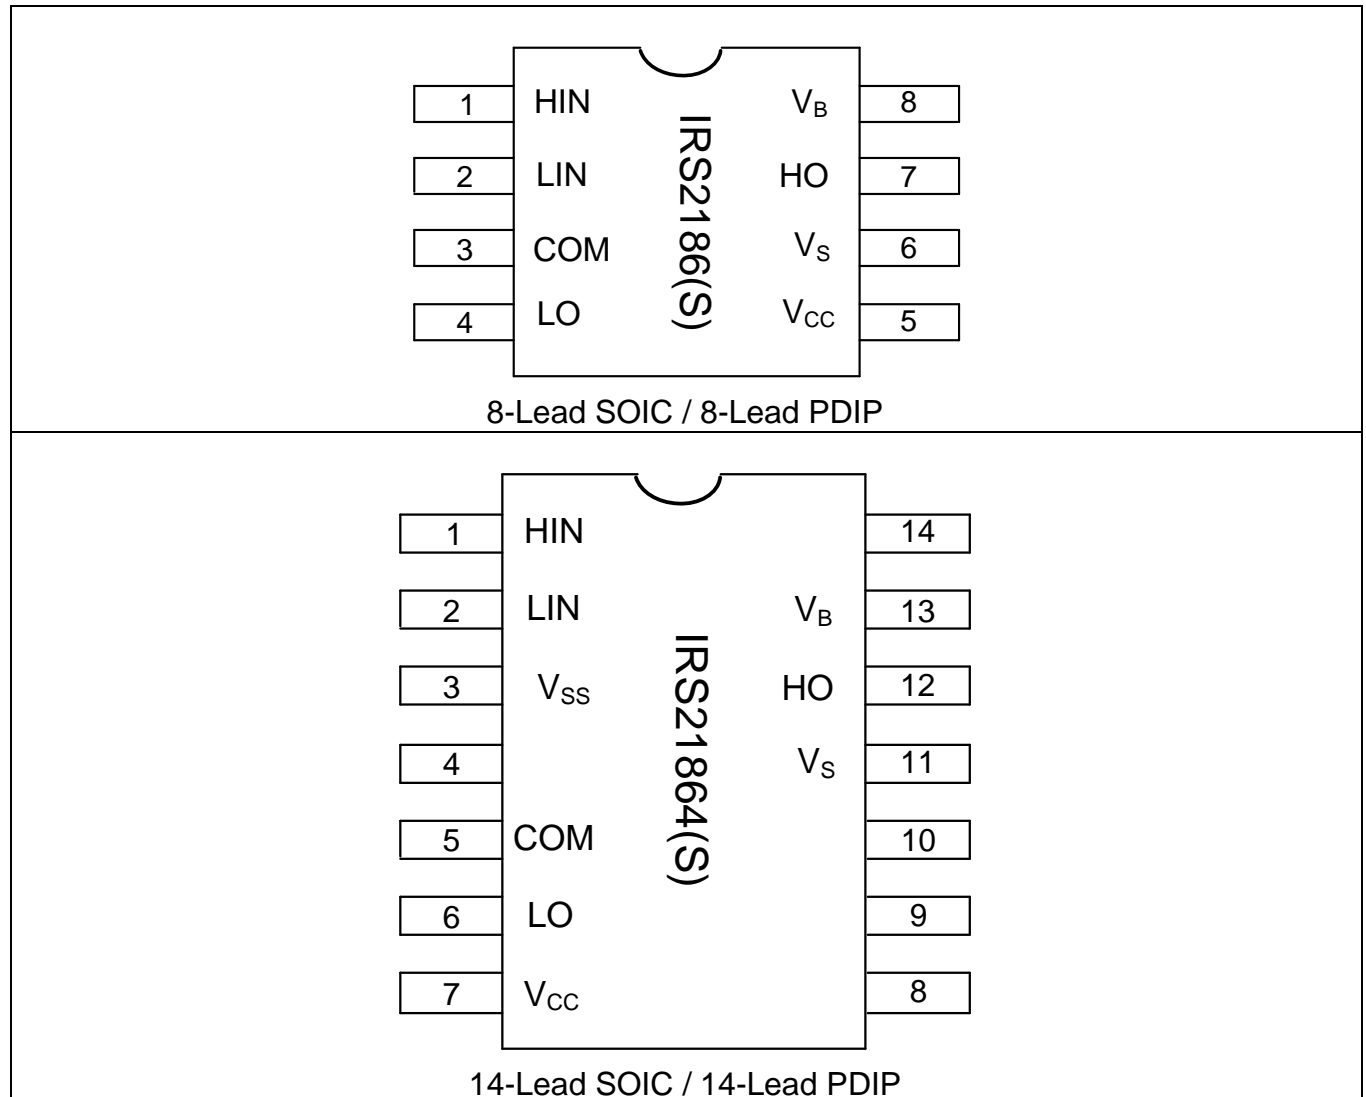 1 HIN V_B 8
2 LIN HO 7
3 COM V_S 6
4 LO V_CC 5
IRS2186(S)
8-Lead SOIC / 8-Lead PDIP
1 HIN 14
2 LIN V_B 13
3 V_SS HO 12
4 V_S 11
5 COM 10
6 LO 9
7 V_CC 8
IRS21864(S)
14-Lead SOIC / 14-Lead PDIP